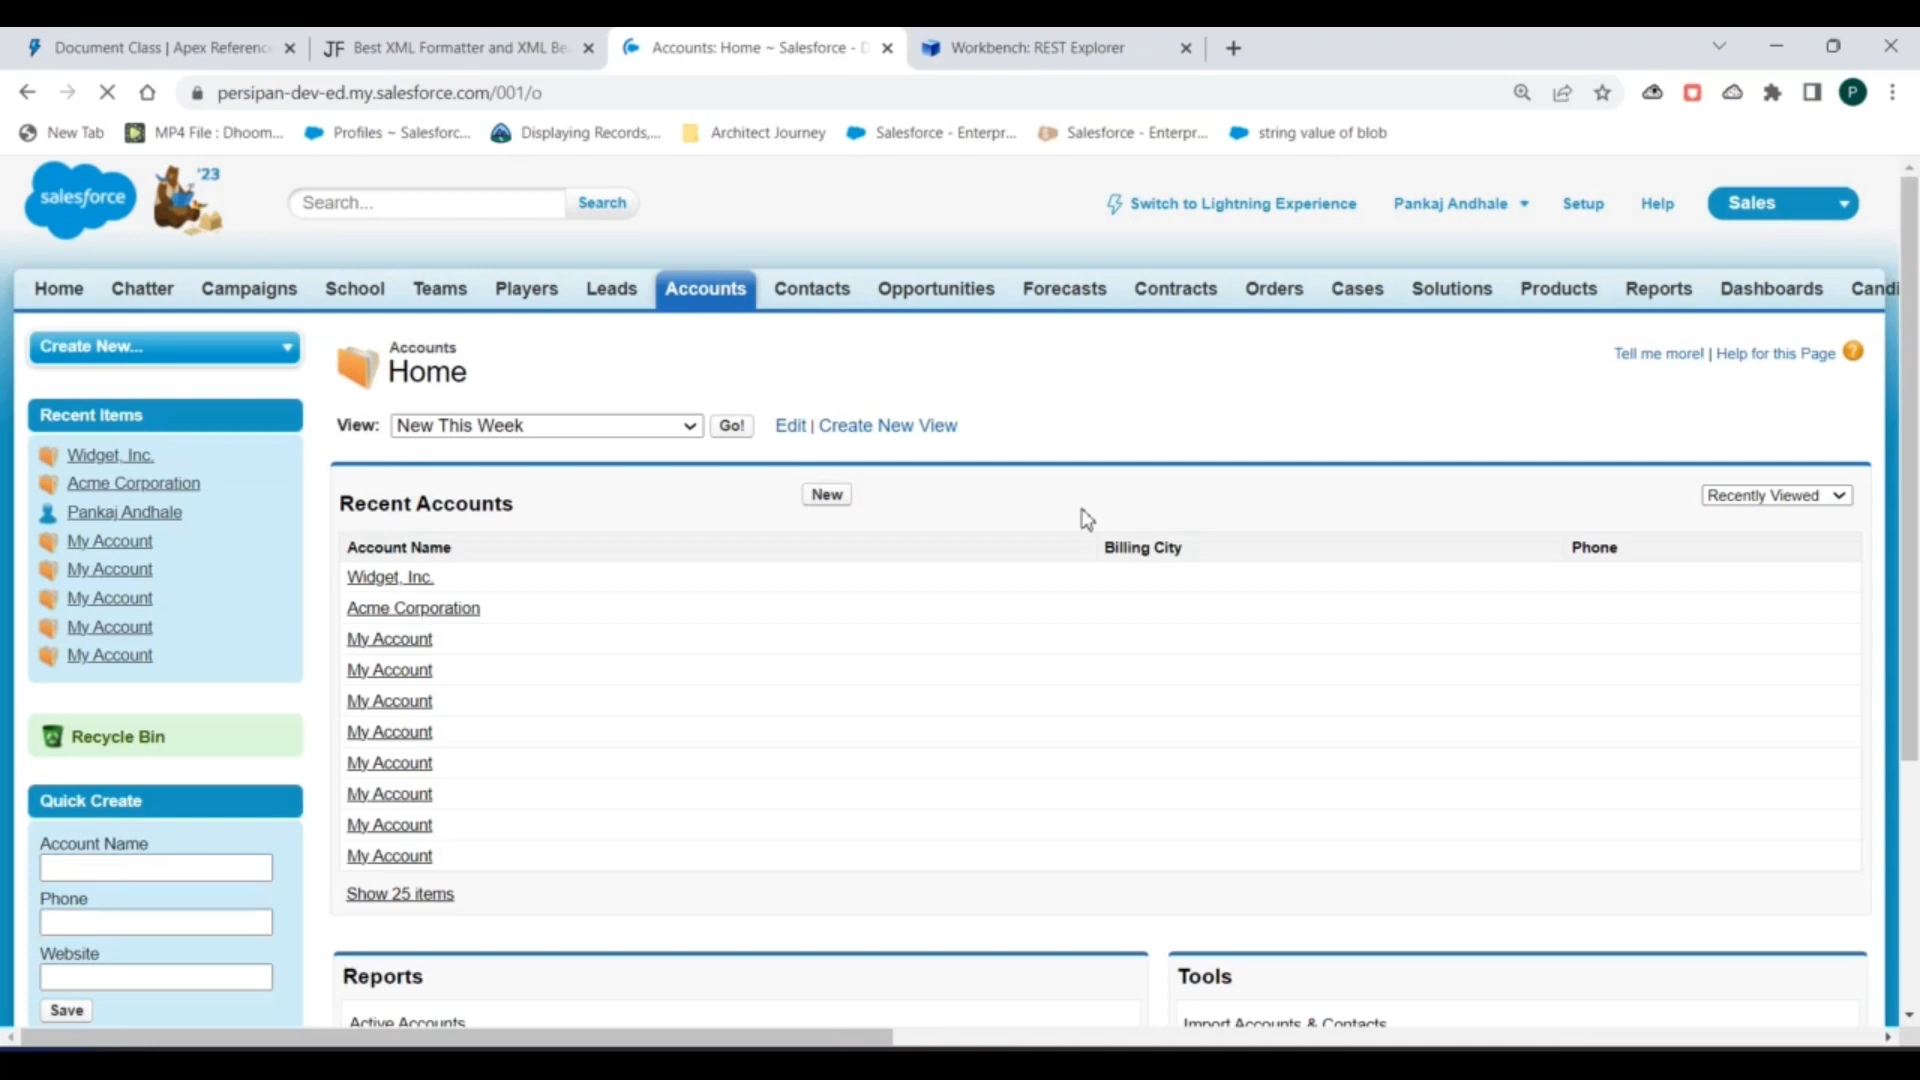 Document Class | Apex Referenc
JF Best XML Formatter and XML Be
Accounts: Home ~ Salesforce - D
Workbench: REST Explorer
persipan-dev-ed.my.salesforce.com/001/o
P
New Tab
MP4 File : Dhoom...
Profiles ~ Salesforc...
Displaying Records,...
Architect Journey
Salesforce - Enterpr...
Salesforce - Enterpr...
string value of blob
salesforce
'23
Search...
Search
Switch to Lightning Experience
Pankaj Andhale
Setup
Help
Sales
Home Chatter Campaigns School Teams Players Leads Accounts Contacts Opportunities Forecasts Contracts Orders Cases Solutions Products Reports Dashboards Candi
Create New...
Recent Items
Widget, Inc.
Acme Corporation
Pankaj Andhale
My Account
My Account
My Account
My Account
My Account
Recycle Bin
Quick Create
Account Name
Phone
Website
Save
Accounts
Home
Tell me more! | Help for this Page ?
View: New This Week Go! Edit | Create New View
Recent Accounts New Recently Viewed
Account Name Billing City Phone
Widget, Inc.
Acme Corporation
My Account
My Account
My Account
My Account
My Account
My Account
My Account
My Account
Show 25 items
Reports
Active Accounts
Tools
Import Accounts & Contacts